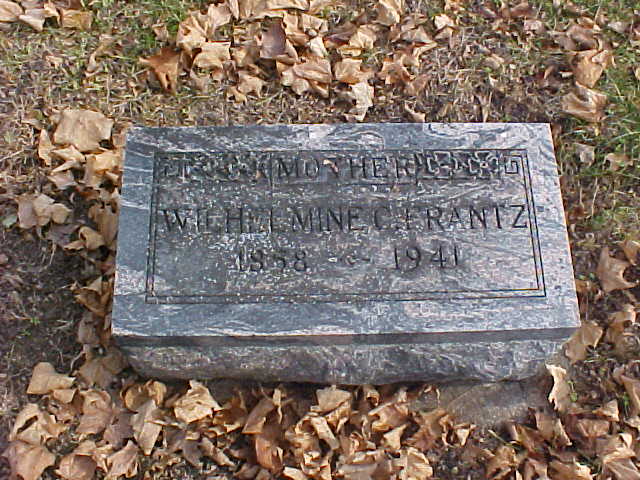 MOTHER
WILHELMINE C. FRANTZ
1858 - 1941